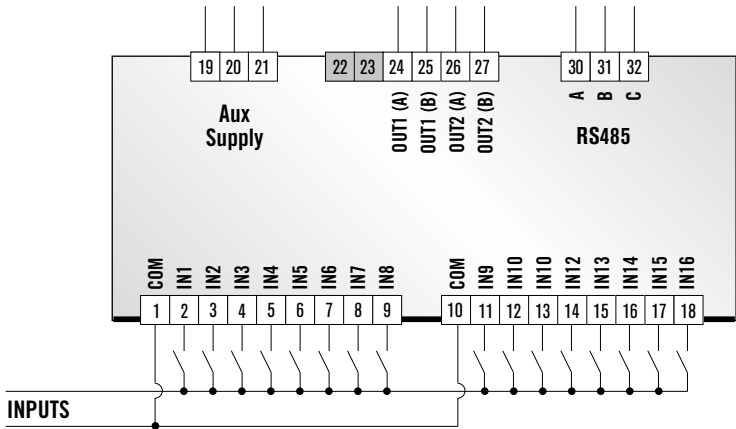 19 20 21 22 23 24 25 26 27 30 31 32
OUT1 (A) OUT1 (B) OUT2 (A) OUT2 (B) A B C
Aux
Supply
RS485
COM IN1 IN2 IN3 IN4 IN5 IN6 IN7 IN8 COM IN9 IN10 IN10 IN12 IN13 IN14 IN15 IN16
1 2 3 4 5 6 7 8 9 10 11 12 13 14 15 16 17 18
INPUTS